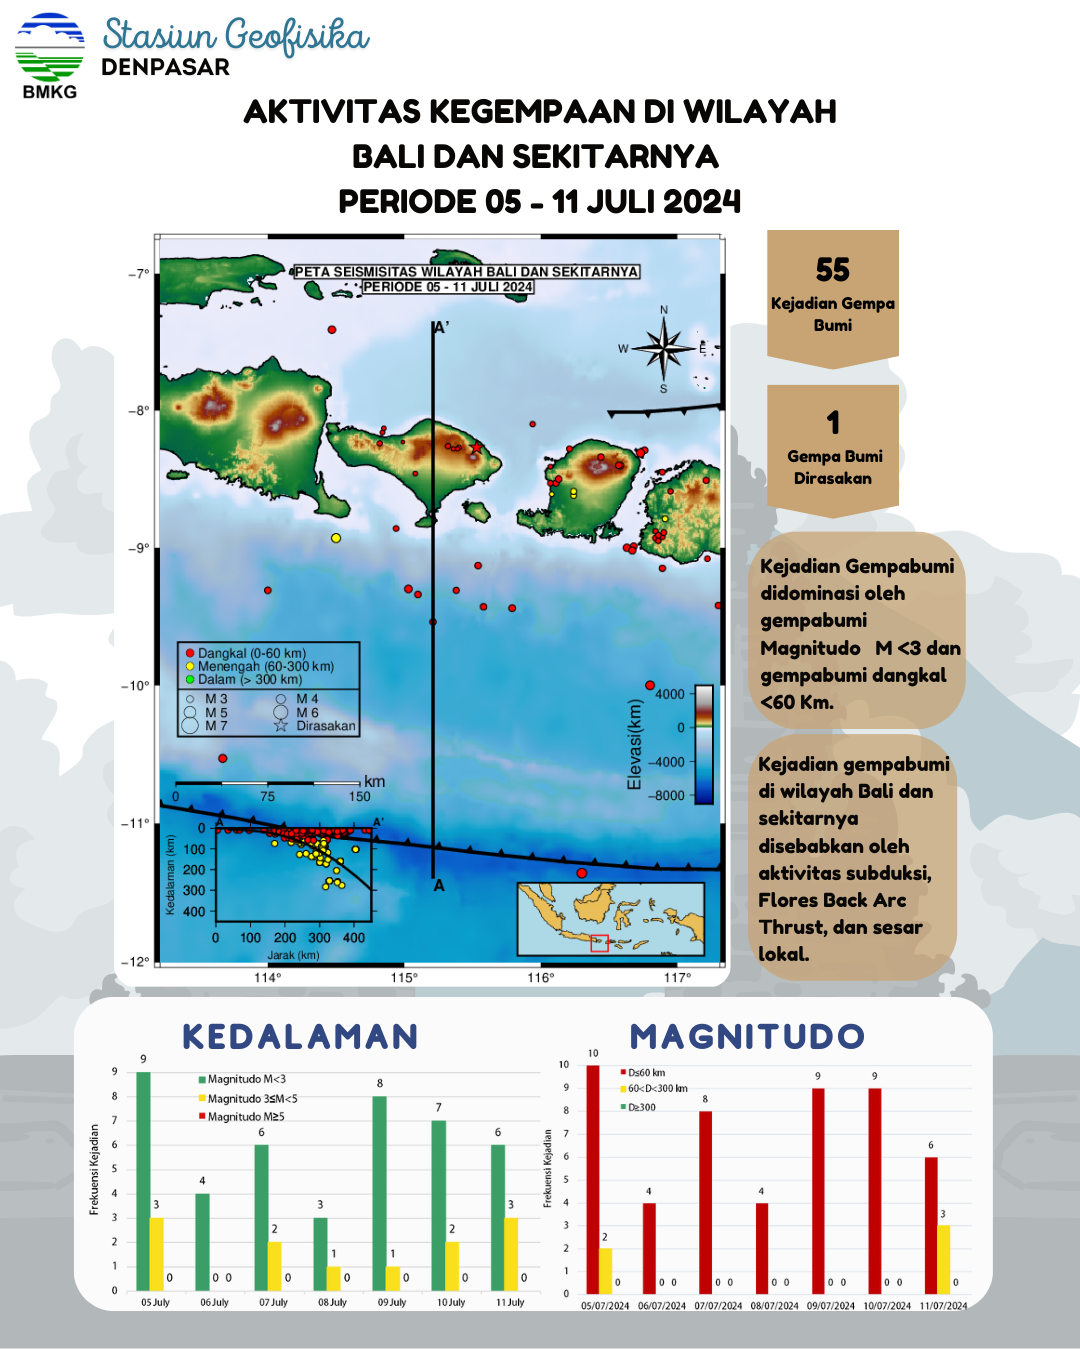 BMKG
Stasiun Geofisika
DENPASAR
AKTIVITAS KEGEMPAAN DI WILAYAH
BALI DAN SEKITARNYA
PERIODE 05 - 11 JULI 2024
PETA SEISMISITAS WILAYAH BALI DAN SEKITARNYA
PERIODE 05 - 11 JULI 2024
−7°
−8°
−9°
−10°
−11°
−12°
114°
115°
116°
117°
A'
A
N
W
E
S
Dangkal (0-60 km)
Menengah (60-300 km)
Dalam (> 300 km)
M 3
M 4
M 5
M 6
M 7
Dirasakan
km
0 75 150
Elevasi(km)
4000
0
−4000
−8000
A
A'
Kedalaman (km)
0
100
200
300
400
0 100 200 300 400
Jarak (km)
55
Kejadian Gempa
Bumi
1
Gempa Bumi
Dirasakan
Kejadian Gempabumi
didominasi oleh
gempabumi
Magnitudo M <3 dan
gempabumi dangkal
<60 Km.
Kejadian gempabumi
di wilayah Bali dan
sekitarnya
disebabkan oleh
aktivitas subduksi,
Flores Back Arc
Thrust, dan sesar
lokal.
KEDALAMAN
Frekuensi Kejadian
9
8
7
6
5
4
3
2
1
0
Magnitudo M<3
Magnitudo 3≤M<5
Magnitudo M≥5
9 3 0
4 0 0
6 2 0
3 1 0
8 1 0
7 2 0
6 3 0
05 July 06 July 07 July 08 July 09 July 10 July 11 July
MAGNITUDO
Frekuensi Kejadian
10
9
8
7
6
5
4
3
2
1
0
D≤60 km
60<D<300 km
D≥300
10 2 0
4 0 0
8 0 0
4 0 0
9 0 0
9 0 0
6 3 0
05/07/2024 06/07/2024 07/07/2024 08/07/2024 09/07/2024 10/07/2024 11/07/2024